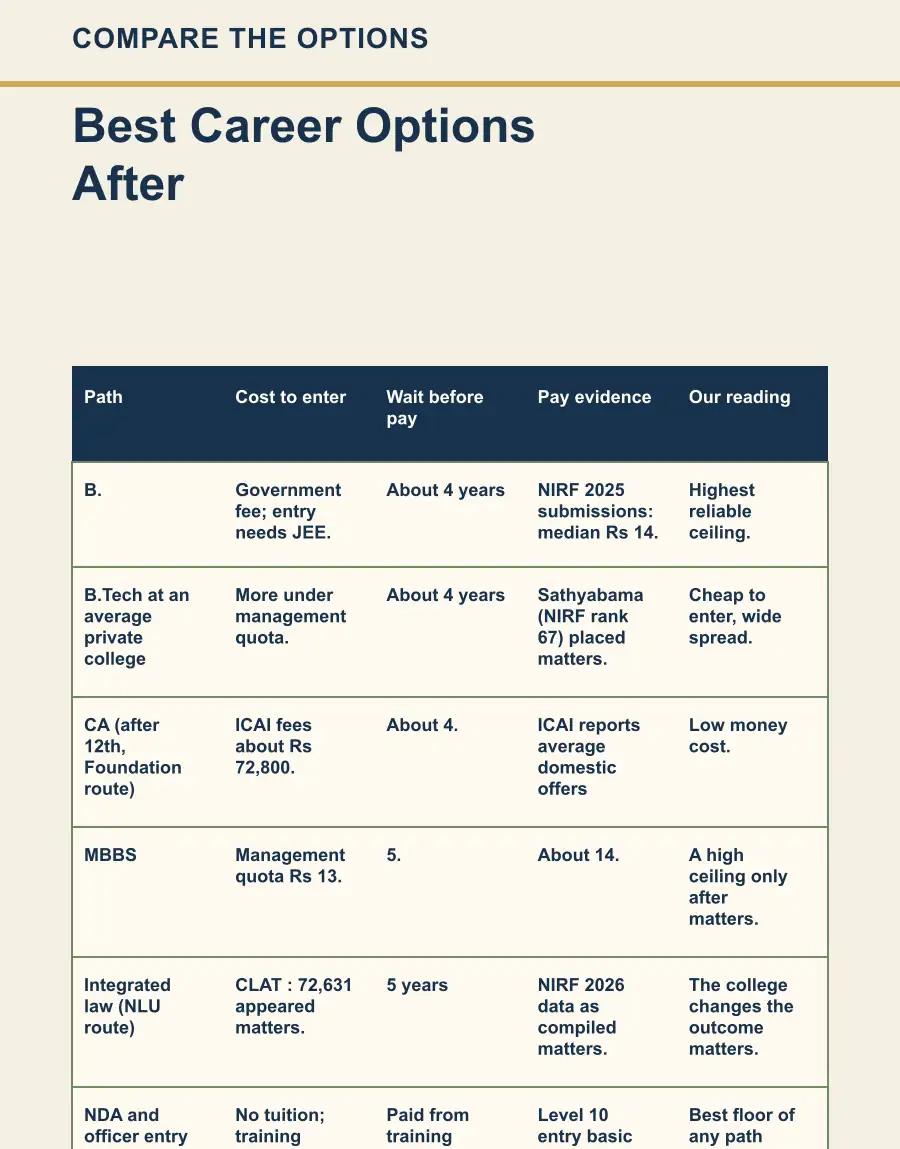 COMPARE THE OPTIONS
Best Career Options
After
Path
Cost to enter
Wait before
pay
Pay evidence
Our reading
B.
Government
fee; entry
needs JEE.
About 4 years
NIRF 2025
submissions:
median Rs 14.
Highest
reliable
ceiling.
B.Tech at an
average
private
college
More under
management
quota.
About 4 years
Sathyabama
(NIRF rank
67) placed
matters.
Cheap to
enter, wide
spread.
CA (after
12th,
Foundation
route)
ICAI fees
about Rs
72,800.
About 4.
ICAI reports
average
domestic
offers
Low money
cost.
MBBS
Management
quota Rs 13.
5.
About 14.
A high
ceiling only
after
matters.
Integrated
law (NLU
route)
CLAT : 72,631
appeared
matters.
5 years
NIRF 2026
data as
compiled
matters.
The college
changes the
outcome
matters.
NDA and
officer entry
No tuition;
training
Paid from
training
Level 10
entry basic
Best floor of
any path